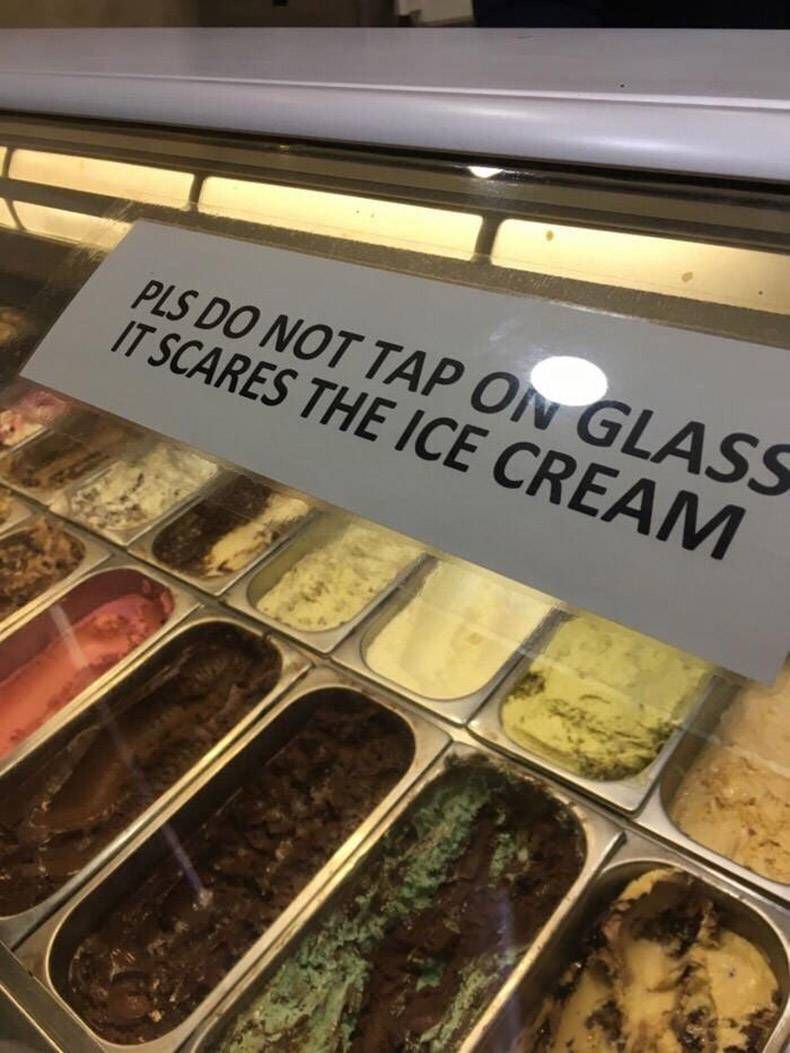 PLS DO NOT TAP ON GLASS
IT SCARES THE ICE CREAM